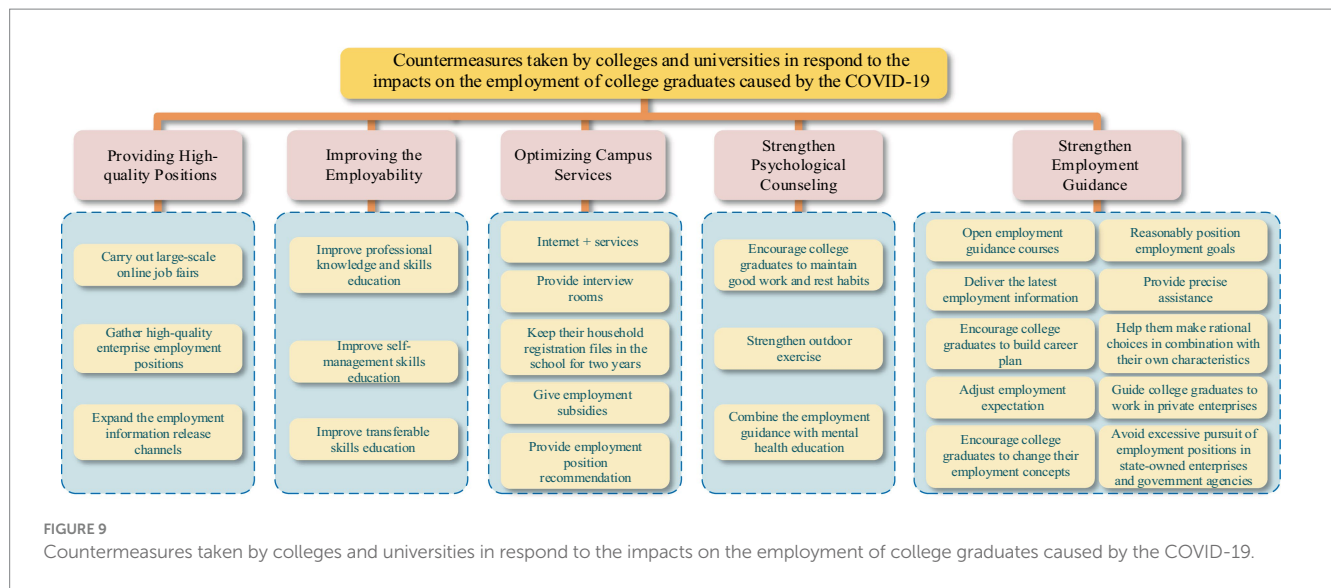 Countermeasures taken by colleges and universities in respond to the
impacts on the employment of college graduates caused by the COVID-19
Providing High-
quality Positions
Improving the
Employability
Optimizing Campus
Services
Strengthen
Psychological
Counseling
Strengthen
Employment
Guidance
Carry out large-scale
online job fairs
Gather high-quality
enterprise employment
positions
Expand the employment
information release
channels
Improve professional
knowledge and skills
education
Improve self-
management skills
education
Improve transferable
skills education
Internet + services
Provide interview
rooms
Keep their household
registration files in the
school for two years
Give employment
subsidies
Provide employment
position
recommendation
Encourage college
graduates to maintain
good work and rest habits
Strengthen outdoor
exercise
Combine the employment
guidance with mental
health education
Open employment
guidance courses
Deliver the latest
employment information
Encourage college
graduates to build career
plan
Adjust employment
expectation
Encourage college
graduates to change their
employment concepts
Reasonably position
employment goals
Provide precise
assistance
Help them make rational
choices in combination with
their own characteristics
Guide college graduates to
work in private enterprises
Avoid excessive pursuit of
employment positions in
state-owned enterprises
and government agencies
FIGURE 9
Countermeasures taken by colleges and universities in respond to the impacts on the employment of college graduates caused by the COVID-19.